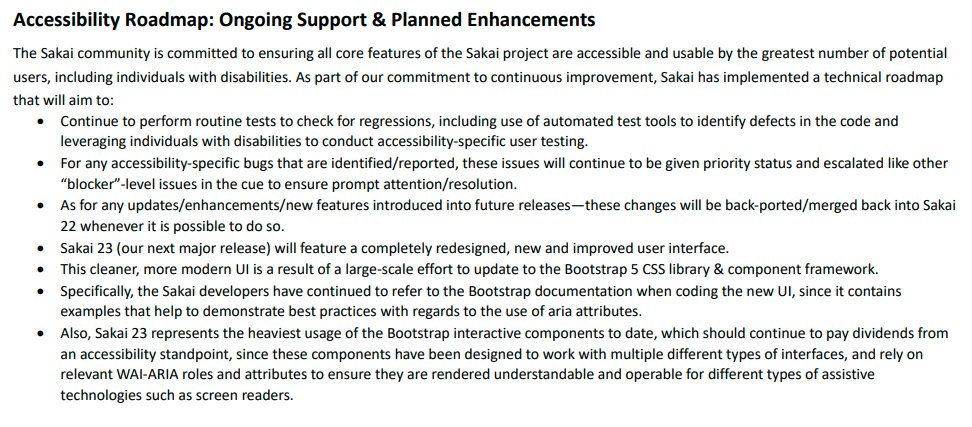 Accessibility Roadmap: Ongoing Support & Planned Enhancements
The Sakai community is committed to ensuring all core features of the Sakai project are accessible and usable by the greatest number of potential
users, including individuals with disabilities. As part of our commitment to continuous improvement, Sakai has implemented a technical roadmap
that will aim to:
• Continue to perform routine tests to check for regressions, including use of automated test tools to identify defects in the code and
leveraging individuals with disabilities to conduct accessibility-specific user testing.
• For any accessibility-specific bugs that are identified/reported, these issues will continue to be given priority status and escalated like other
“blocker”-level issues in the cue to ensure prompt attention/resolution.
• As for any updates/enhancements/new features introduced into future releases—these changes will be back-ported/merged back into Sakai
22 whenever it is possible to do so.
• Sakai 23 (our next major release) will feature a completely redesigned, new and improved user interface.
• This cleaner, more modern UI is a result of a large-scale effort to update to the Bootstrap 5 CSS library & component framework.
• Specifically, the Sakai developers have continued to refer to the Bootstrap documentation when coding the new UI, since it contains
examples that help to demonstrate best practices with regards to the use of aria attributes.
• Also, Sakai 23 represents the heaviest usage of the Bootstrap interactive components to date, which should continue to pay dividends from
an accessibility standpoint, since these components have been designed to work with multiple different types of interfaces, and rely on
relevant WAI-ARIA roles and attributes to ensure they are rendered understandable and operable for different types of assistive
technologies such as screen readers.